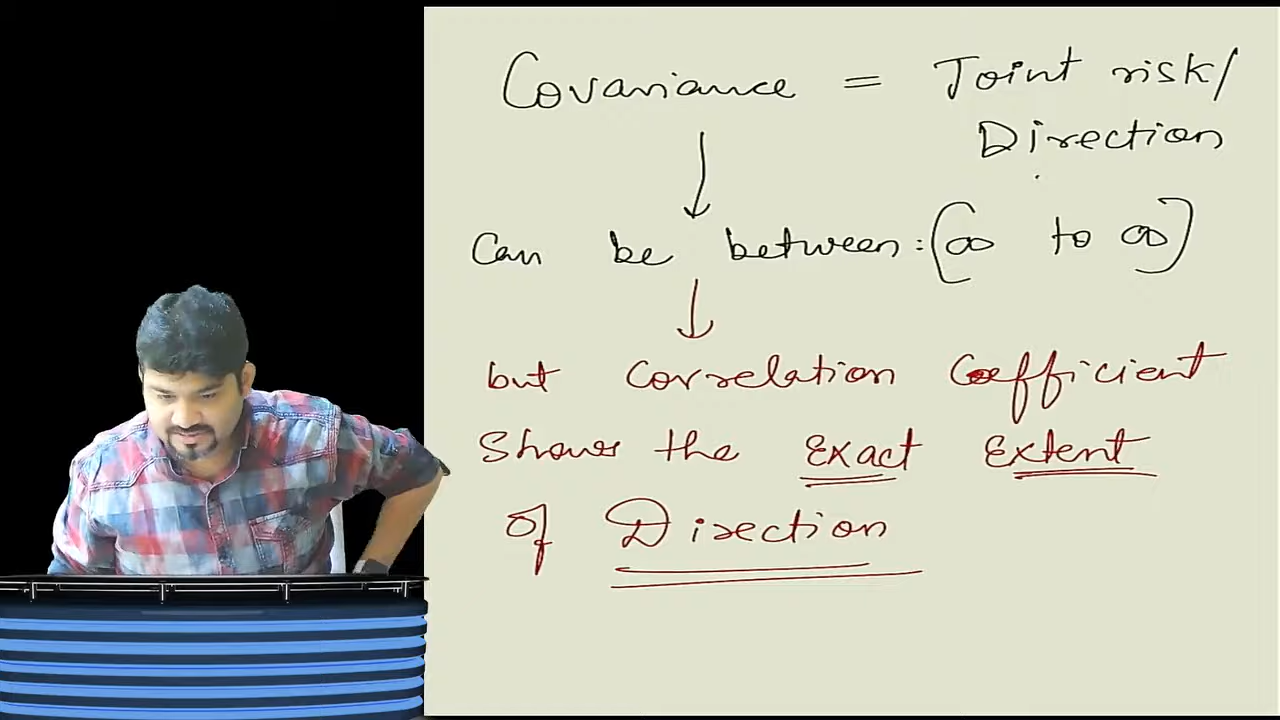 Covariance = Joint risk/
Direction
Can be between: [∞ to ∞]
but Correlation Coefficient
Shows the Exact Extent
of Direction